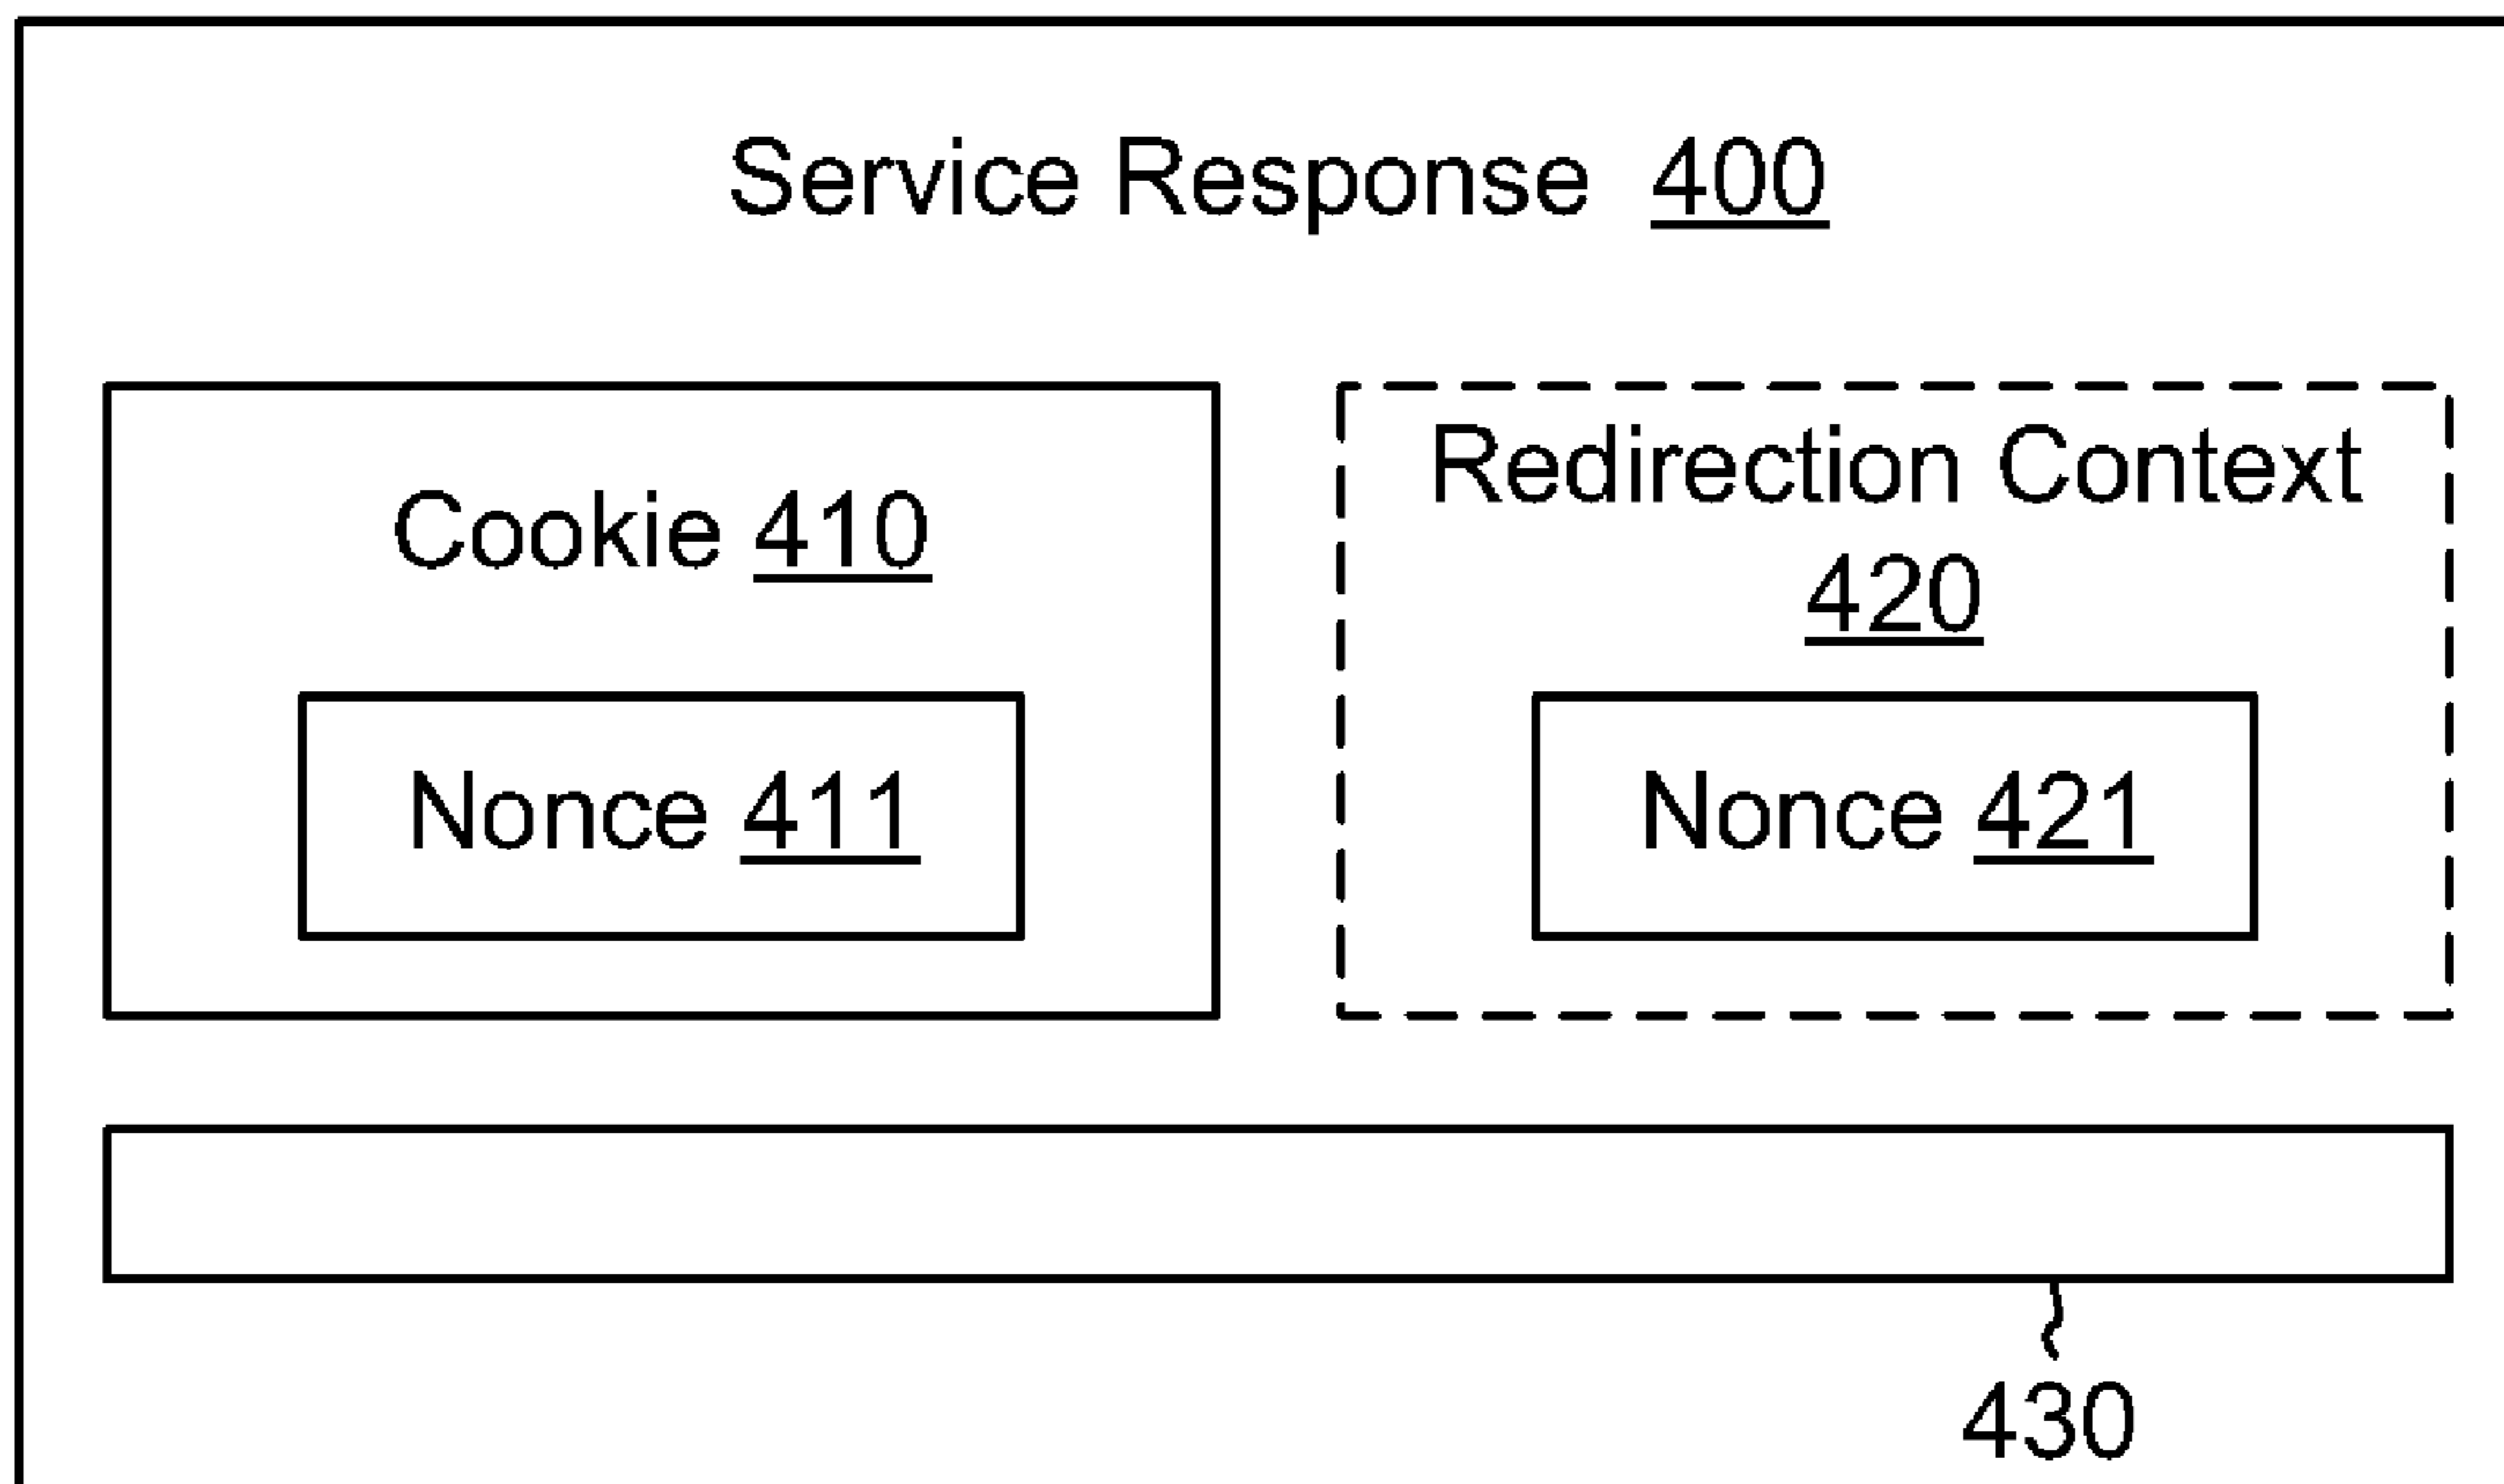 Service Response 400
Cookie 410
Nonce 411
Redirection Context
420
Nonce 421
430